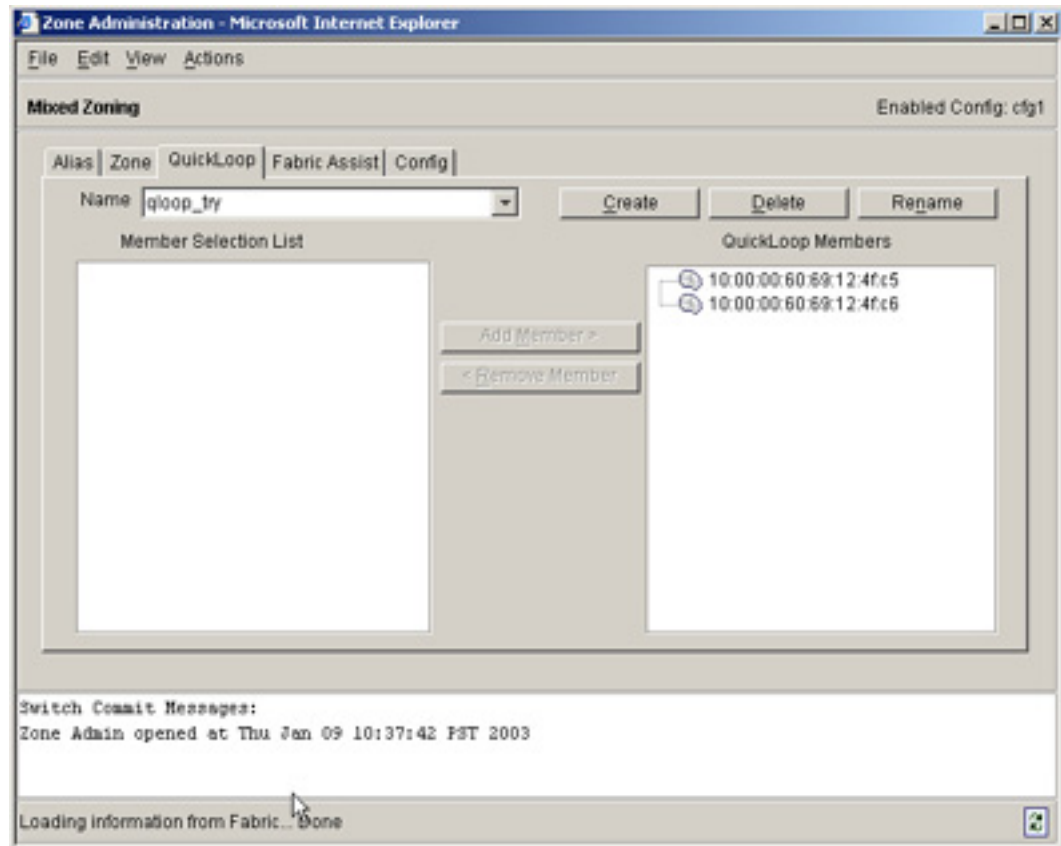 Zone Administration - Microsoft Internet Explorer
File Edit View Actions
Mixed Zoning Enabled Config: cfg1
Alias Zone QuickLoop Fabric Assist Config
Name qloop_try Create Delete Rename
Member Selection List QuickLoop Members
10:00:00:60:69:12:4f:c5
10:00:00:60:69:12:4f:c6
Add Member >
< Remove Member
Switch Commit Messages:
Zone Admin opened at Thu Jan 09 10:37:42 PST 2003
Loading information from Fabric... Done